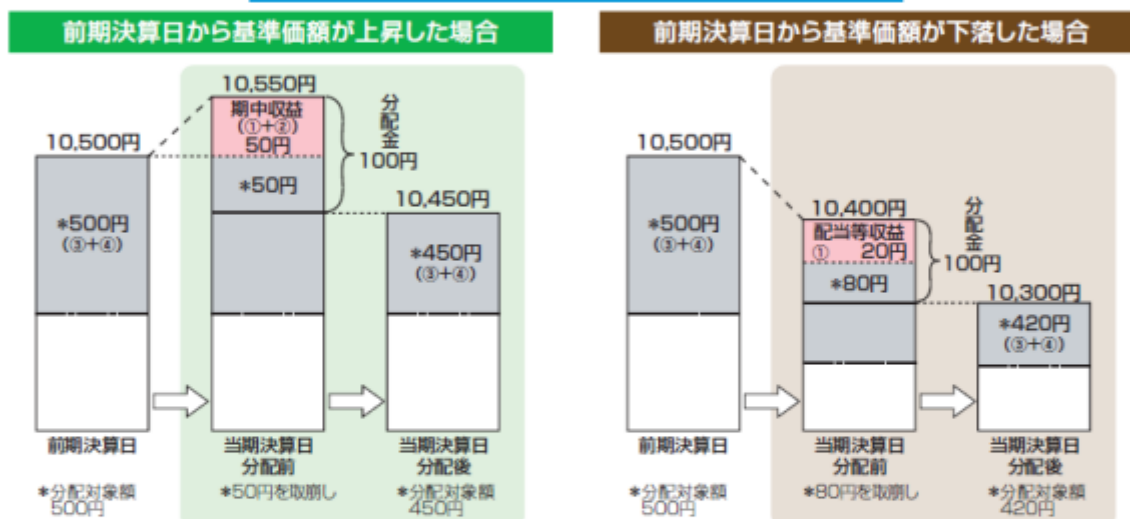 前期決算日から基準価額が上昇した場合
10,500円
*500円
(③+④)
前期決算日
*分配対象額
500円
10,550円
期中収益
(①+②)
50円
*50円
分配金
100円
当期決算日
分配前
*50円を取崩し
10,450円
*450円
(③+④)
当期決算日
分配後
*分配対象額
450円
前期決算日から基準価額が下落した場合
10,500円
*500円
(③+④)
前期決算日
*分配対象額
500円
10,400円
配当等収益
① 20円
*80円
分配金
100円
当期決算日
分配前
*80円を取崩し
10,300円
*420円
(③+④)
当期決算日
分配後
*分配対象額
420円